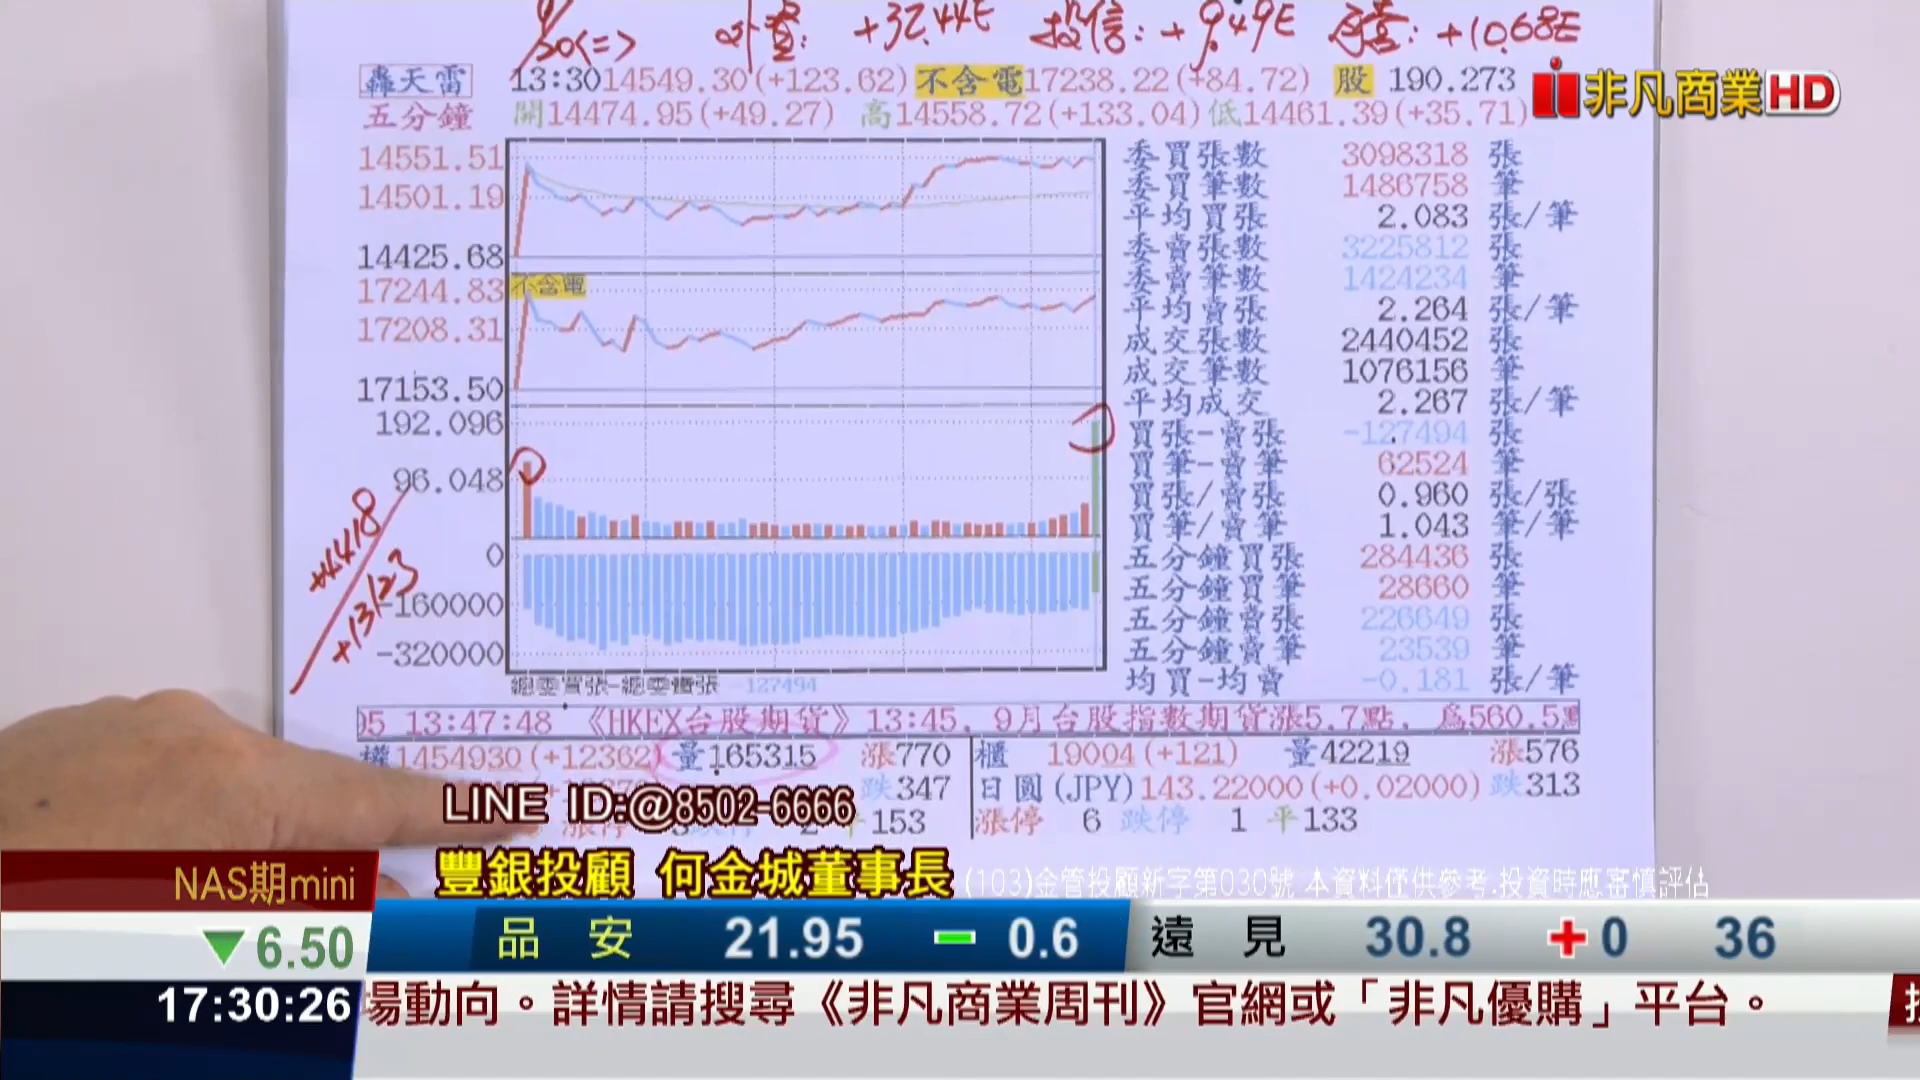 外資: +32.44E 投信: +9.49E 自營: +10.68E
轟天雷 13:30 14549.30(+123.62) 不含電 17238.22(+84.72) 股 190.273
五分鐘 開14474.95(+49.27) 高14558.72(+133.04) 低14461.39(+35.71)
非凡商業HD
14551.51
14501.19
14425.68
不含電
17244.83
17208.31
17153.50
192.096
96.048
0
-160000
-320000
+4418
+13123
總委買張-總委賣張 -127494
委買張數 3098318 張
委買筆數 1486758 筆
平均買張 2.083 張/筆
委賣張數 3225812 張
委賣筆數 1424234 筆
平均賣張 2.264 張/筆
成交張數 2440452 張
成交筆數 1076156 筆
平均成交 2.267 張/筆
買張-賣張 -127494 張
買筆-賣筆 62524 筆
買張/賣張 0.960 張/張
買筆/賣筆 1.043 筆/筆
五分鐘買張 284436 張
五分鐘買筆 28660 筆
五分鐘賣張 226649 張
五分鐘賣筆 23539 筆
均買-均賣 -0.181 張/筆
05 13:47:48 《HKEX台股期貨》13:45, 9月台股指數期貨漲5.7點, 為560.5點
權 1454930(+12362) 量165315 漲770 櫃 19004(+121) 量42219 漲576
跌347 日圓(JPY)143.22000(+0.02000) 跌313
漲停 3 跌停 2 平153 漲停 6 跌停 1 平133
LINE ID:@8502-6666
豐銀投顧 何金城董事長 (103)金管投顧新字第030號 本資料僅供參考.投資時應審慎評估
NAS期mini
▼6.50
品安 21.95 - 0.6 遠見 30.8 +0 36
17:30:26
場動向。詳情請搜尋《非凡商業周刊》官網或「非凡優購」平台。